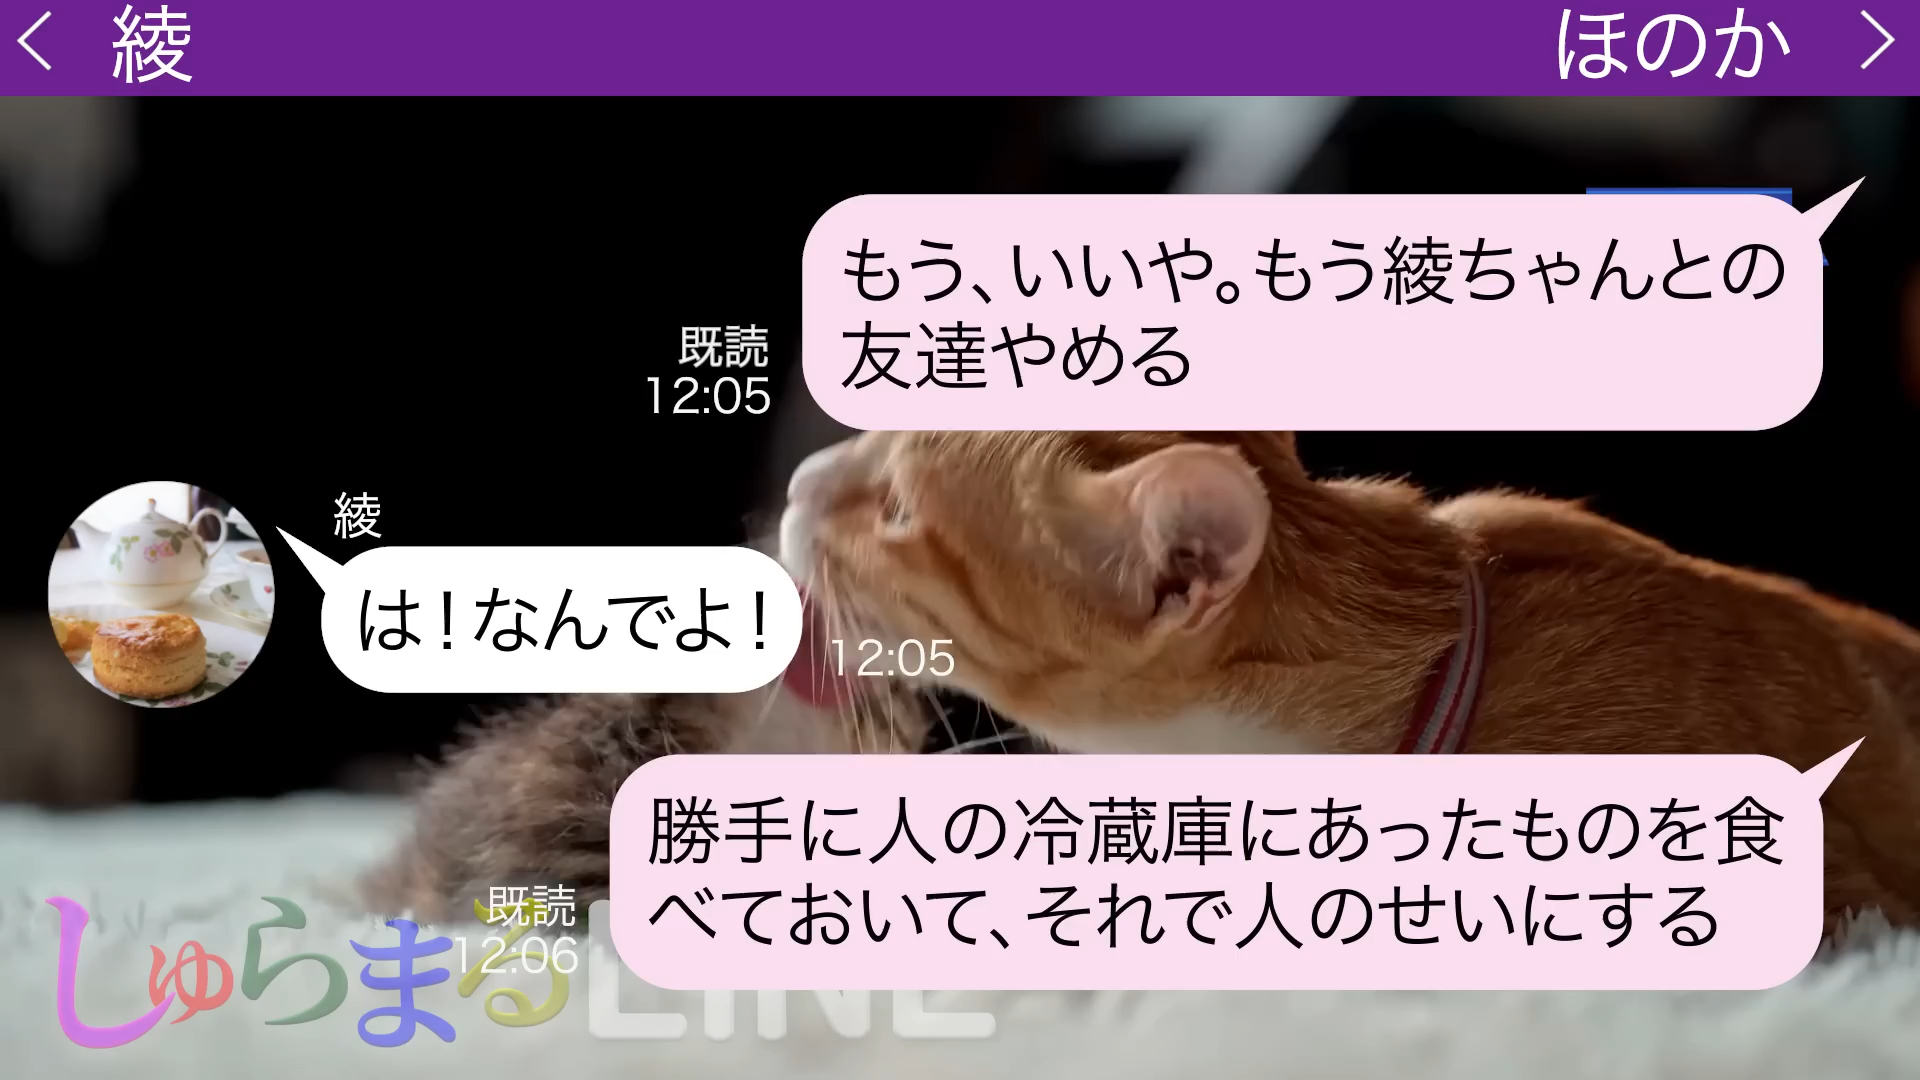 綾
ほのか
もう、いいや。もう綾ちゃんとの
友達やめる
既読
12:05
綾
は！なんでよ！
12:05
勝手に人の冷蔵庫にあったものを食
べておいて、それで人のせいにする
既読
12:06
しゅらまるLINE